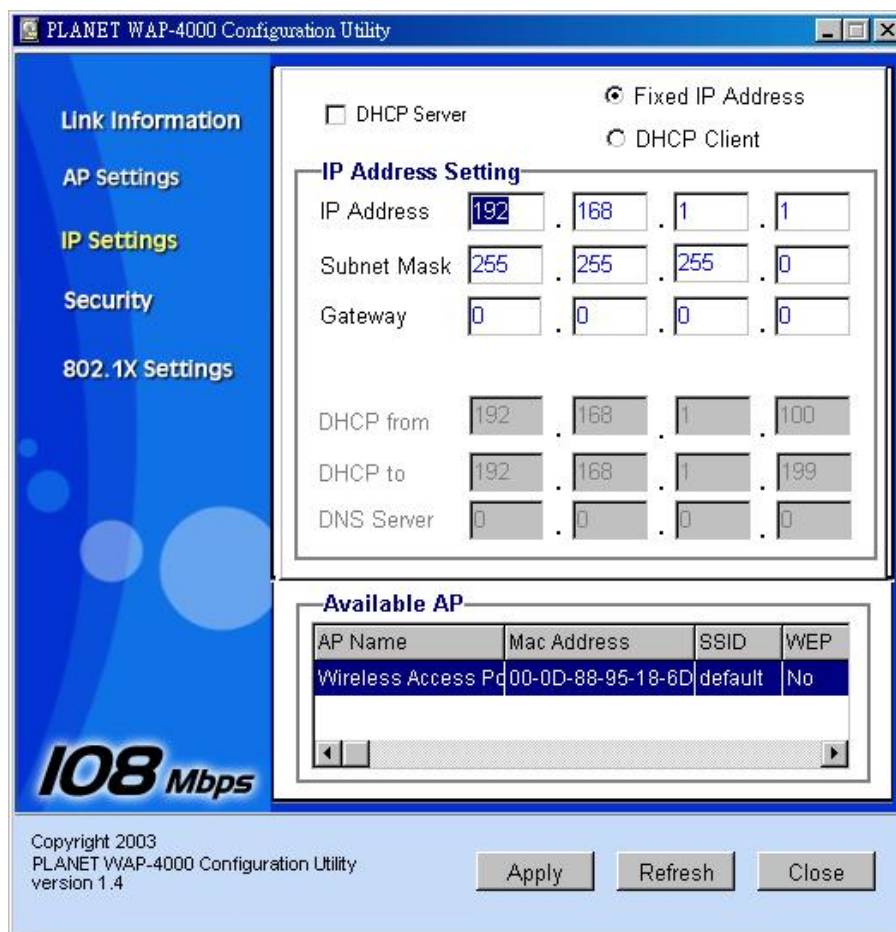 PLANET WAP-4000 Configuration Utility
Link Information
AP Settings
IP Settings
Security
802.1X Settings
108 Mbps
DHCP Server
Fixed IP Address
DHCP Client
IP Address Setting
IP Address 192 . 168 . 1 . 1
Subnet Mask 255 . 255 . 255 . 0
Gateway 0 . 0 . 0 . 0
DHCP from 192 . 168 . 1 . 100
DHCP to 192 . 168 . 1 . 199
DNS Server 0 . 0 . 0 . 0
Available AP
AP Name Mac Address SSID WEP
Wireless Access Po 00-0D-88-95-18-6D default No
Copyright 2003
PLANET WAP-4000 Configuration Utility
version 1.4
Apply Refresh Close